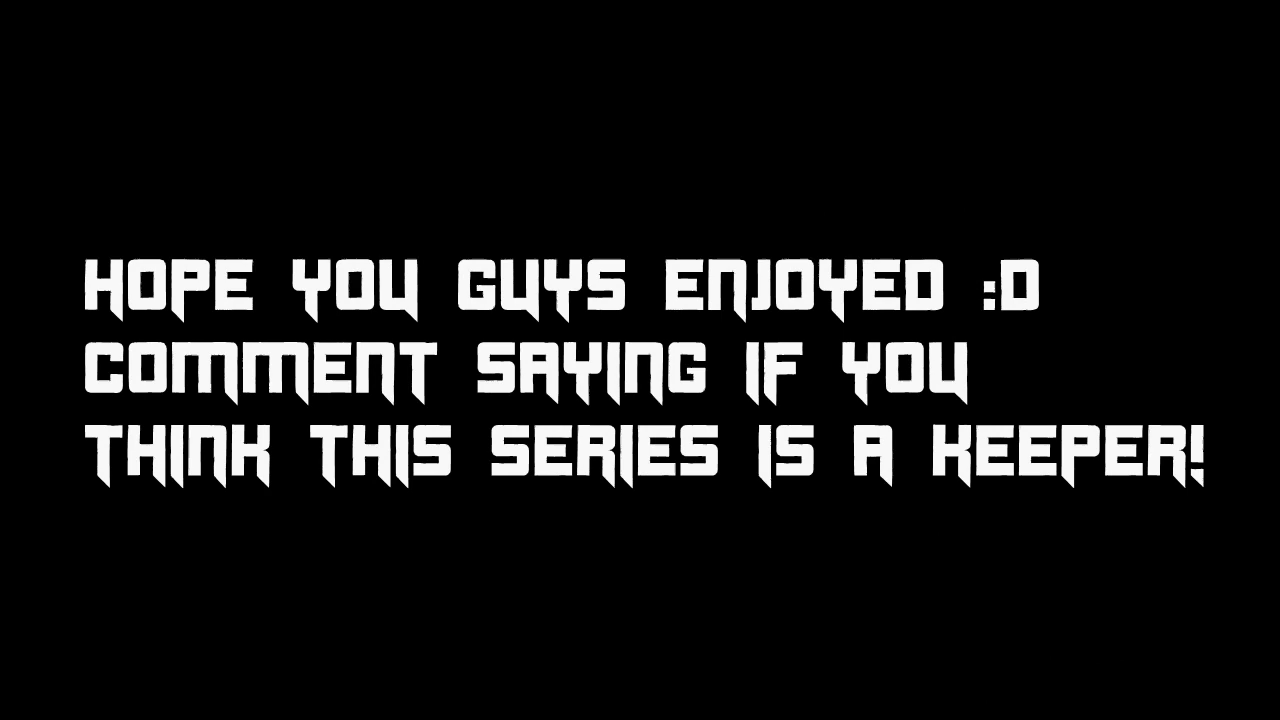 HOPE YOU GUYS ENJOYED :D
COMMENT SAYING IF YOU
THINK THIS SERIES IS A KEEPER!